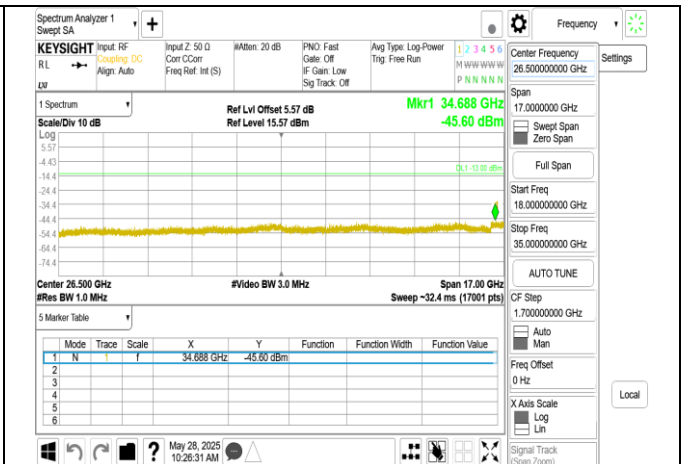 Spectrum Analyzer 1
Swept SA
+
Frequency
KEYSIGHT
RL
LXI
Input: RF
Coupling: DC
Align: Auto
Input Z: 50 Ω
Corr CCorr
Freq Ref: Int (S)
#Atten: 20 dB
PNO: Fast
Gate: Off
IF Gain: Low
Sig Track: Off
Avg Type: Log-Power
Trig: Free Run
1 2 3 4 5 6
M W W W W W
P N N N N N
Center Frequency
26.500000000 GHz
Settings
Span
17.0000000 GHz
Swept Span
Zero Span
Full Span
Start Freq
18.000000000 GHz
Stop Freq
35.000000000 GHz
AUTO TUNE
CF Step
1.700000000 GHz
Auto
Man
Freq Offset
0 Hz
X Axis Scale
Log
Lin
Local
Signal Track
(Span Zoom)
1 Spectrum
Scale/Div 10 dB
Ref Lvl Offset 5.57 dB
Ref Level 15.57 dBm
Mkr1 34.688 GHz
-45.60 dBm
Log
5.57
-4.43
-14.4
-24.4
-34.4
-44.4
-54.4
-64.4
-74.4
DL1 -13.00 dBm
Center 26.500 GHz
#Res BW 1.0 MHz
#Video BW 3.0 MHz
Span 17.00 GHz
Sweep ~32.4 ms (17001 pts)
5 Marker Table
Mode Trace Scale X Y Function Function Width Function Value
1 N 1 f 34.688 GHz -45.60 dBm
2
3
4
5
6
?
May 28, 2025
10:26:31 AM